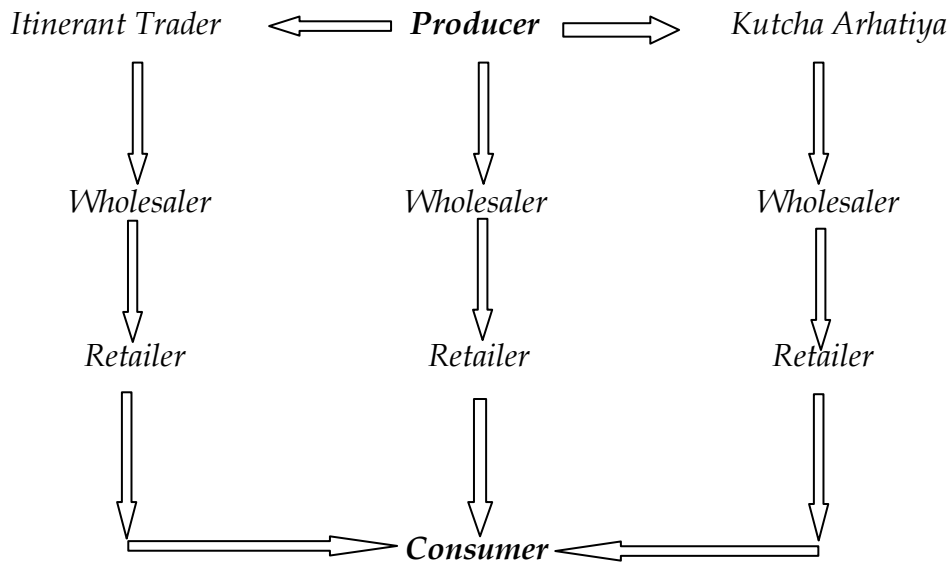 Itinerant Trader Producer Kutcha Arhatiya
Wholesaler Wholesaler Wholesaler
Retailer Retailer Retailer
Consumer